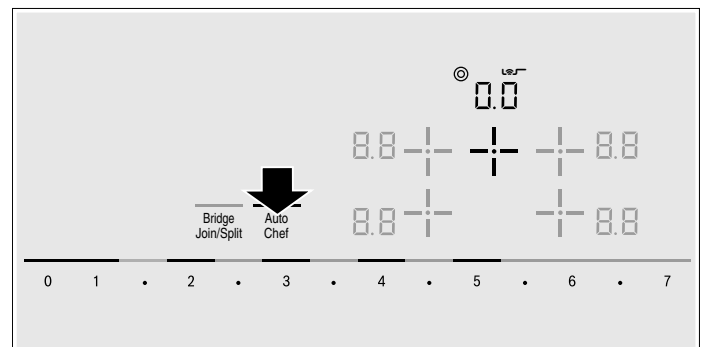 0.0
8.8 8.8
Bridge Join/Split
Auto Chef
8.8 8.8
0 1 . 2 . 3 . 4 . 5 . 6 . 7